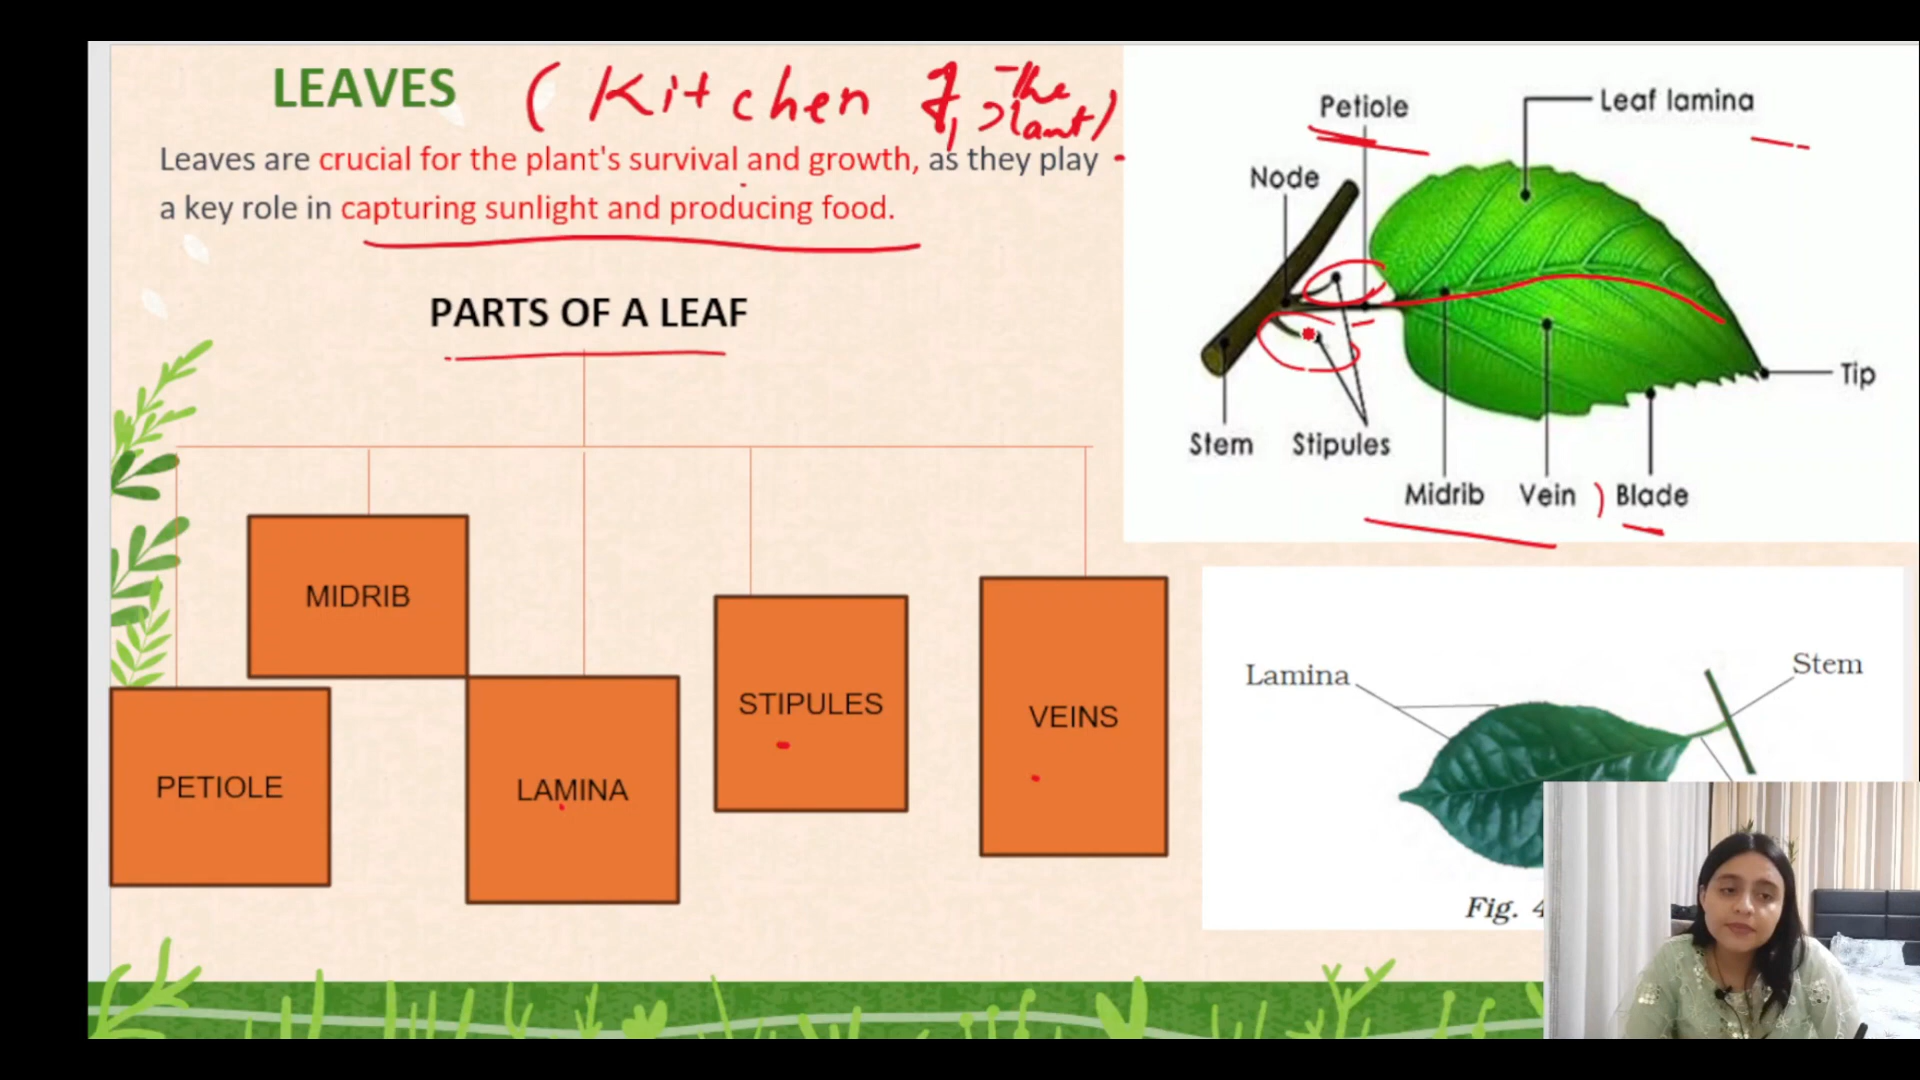 LEAVES (Kitchen of the plant)
Leaves are crucial for the plant's survival and growth, as they play
a key role in capturing sunlight and producing food.
PARTS OF A LEAF
MIDRIB
PETIOLE
LAMINA
STIPULES
VEINS
Petiole
Leaf lamina
Node
Tip
Stem
Stipules
Midrib
Vein
Blade
Lamina
Stem
Fig. 4